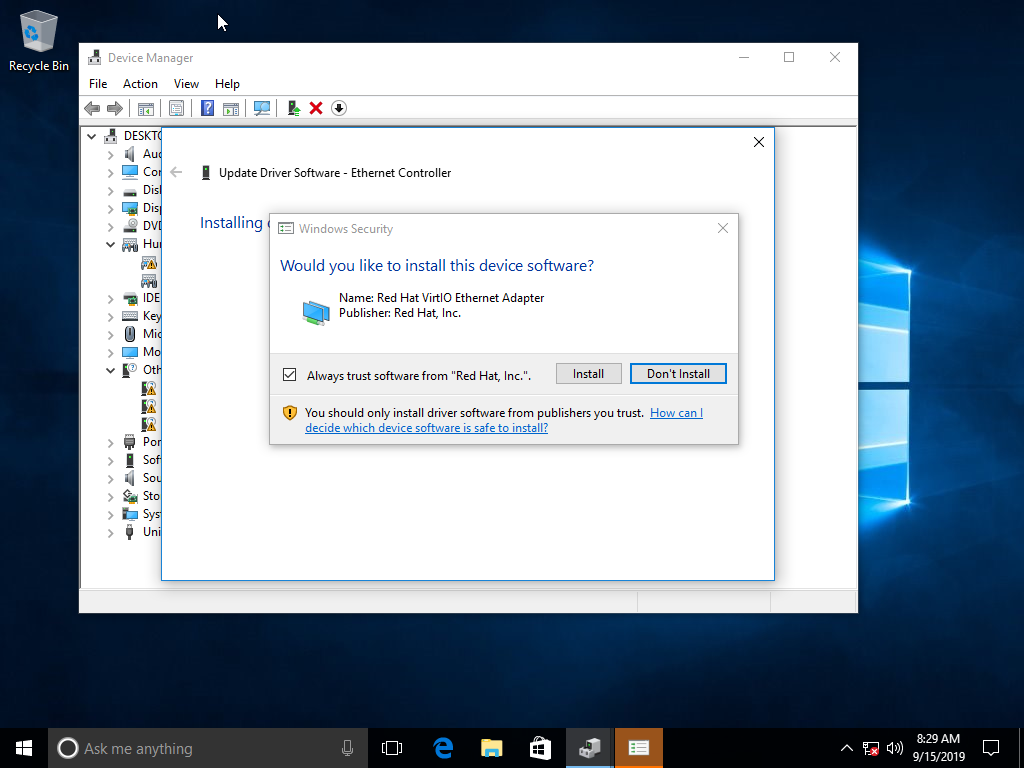 Recycle Bin
Device Manager
File Action View Help
DESKTO
Update Driver Software - Ethernet Controller
Installing
Windows Security
Would you like to install this device software?
Name: Red Hat VirtIO Ethernet Adapter
Publisher: Red Hat, Inc.
Always trust software from "Red Hat, Inc.".
Install
Don't Install
You should only install driver software from publishers you trust. How can I
decide which device software is safe to install?
Aud
Cor
Disl
Disp
DVD
Hur
IDE
Key
Mic
Mo
Oth
Por
Sof
Sou
Sto
Syst
Uni
Ask me anything
8:29 AM
9/15/2019